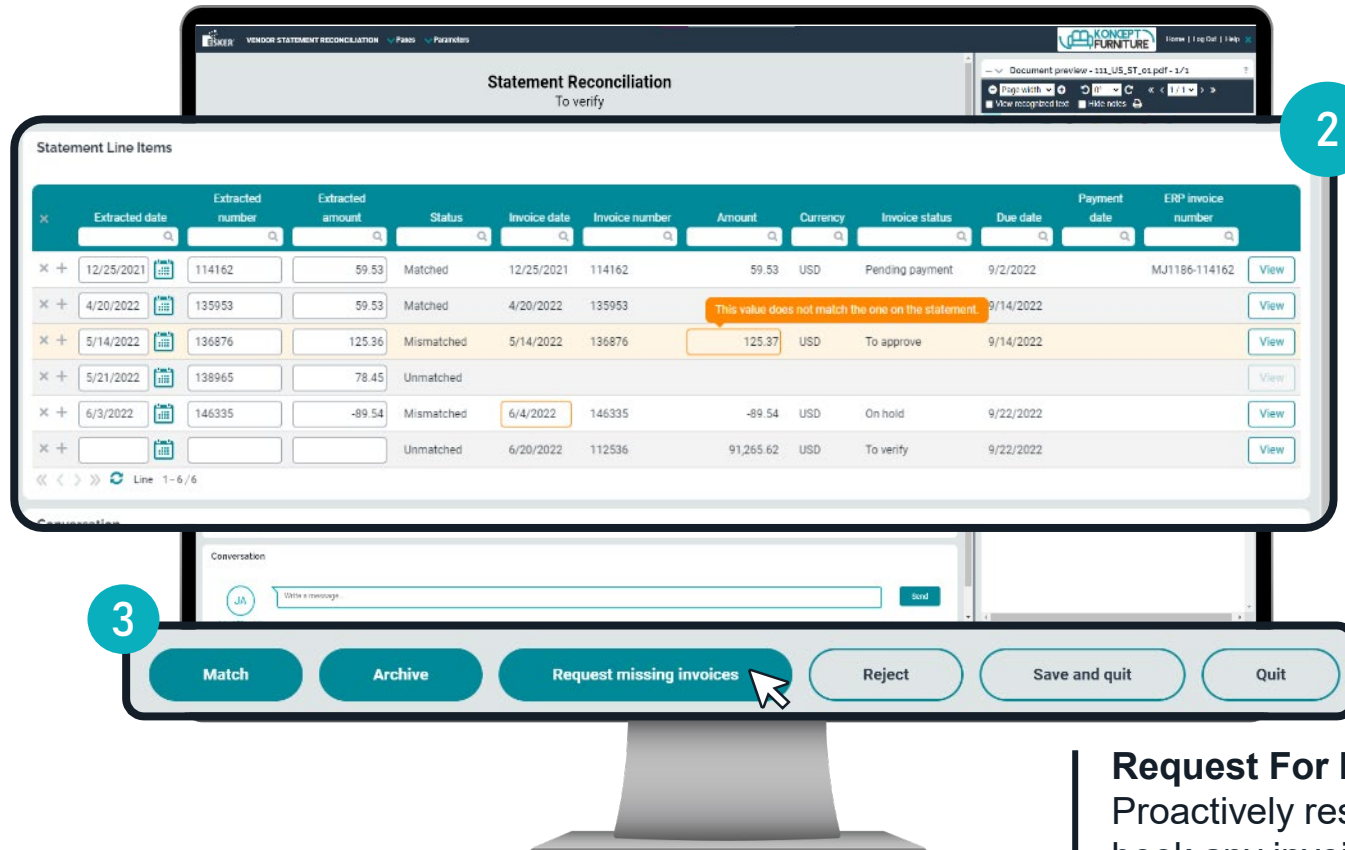 ESKER VENDOR STATEMENT RECONCILIATION Panes Parameters KONCEPT FURNITURE Home | Log Out | Help
Statement Reconciliation
To verify
Document preview - 111_US_ST_01.pdf - 1/1 ?
Page width 0° 1 / 1
View recognized text Hide notes
2
Statement Line Items
Extracted date Extracted number Extracted amount Status Invoice date Invoice number Amount Currency Invoice status Due date Payment date ERP invoice number
12/25/2021 114162 59.53 Matched 12/25/2021 114162 59.53 USD Pending payment 9/2/2022 MJ1186-114162 View
4/20/2022 135953 59.53 Matched 4/20/2022 135953 9/14/2022 View
This value does not match the one on the statement.
5/14/2022 136876 125.36 Mismatched 5/14/2022 136876 125.37 USD To approve 9/14/2022 View
5/21/2022 138965 78.45 Unmatched View
6/3/2022 146335 -89.54 Mismatched 6/4/2022 146335 -89.54 USD On hold 9/22/2022 View
Unmatched 6/20/2022 112536 91,265.62 USD To verify 9/22/2022 View
Line 1-6/6
Conversation
JA Write a message... Send
3
Match Archive Request missing invoices Reject Save and quit Quit
Request For
Proactively
any